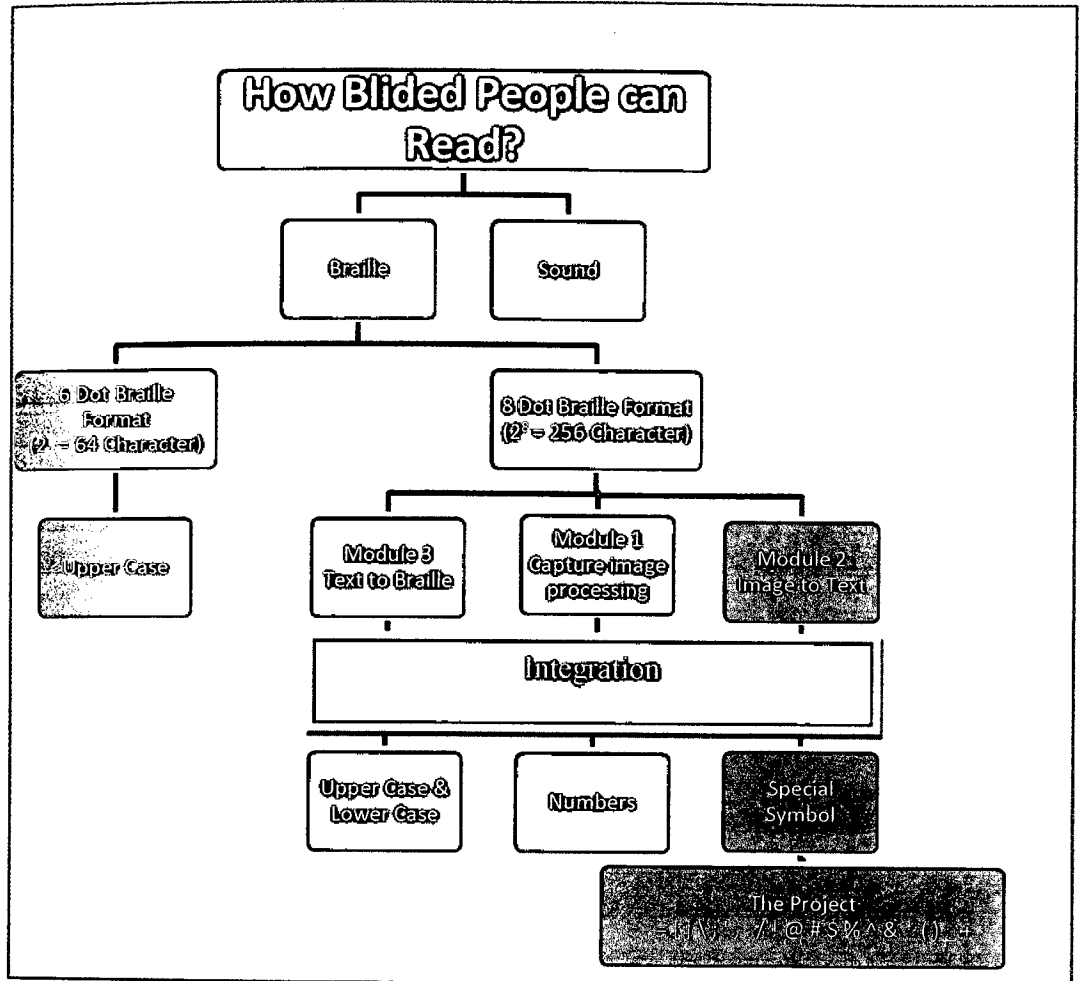 How Blided People can
Read?
Braille
Sound
6 Dot Braille
Format
= 64 Character)
8 Dot Braille Format
(2⁸ = 256 Character)
Upper Case
Module 3
Text to Braille
Module 1
Capture image
processing
Module 2
Image to Text
Integration
Upper Case &
Lower Case
Numbers
Special
Symbol
The Project
/ ! @ # $ % ^ & * ( ) _ +